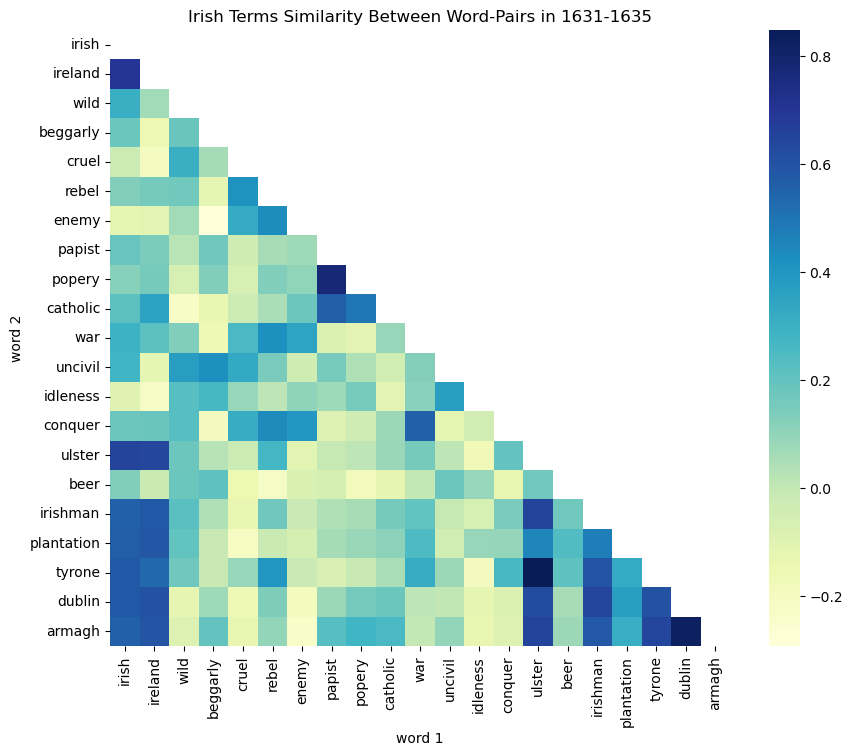 Irish Terms Similarity Between Word-Pairs in 1631-1635
word 2
irish
ireland
wild
beggarly
cruel
rebel
enemy
papist
popery
catholic
war
uncivil
idleness
conquer
ulster
beer
irishman
plantation
tyrone
dublin
armagh
irish
ireland
wild
beggarly
cruel
rebel
enemy
papist
popery
catholic
war
uncivil
idleness
conquer
ulster
beer
irishman
plantation
tyrone
dublin
armagh
word 1
0.8
0.6
0.4
0.2
0.0
−0.2